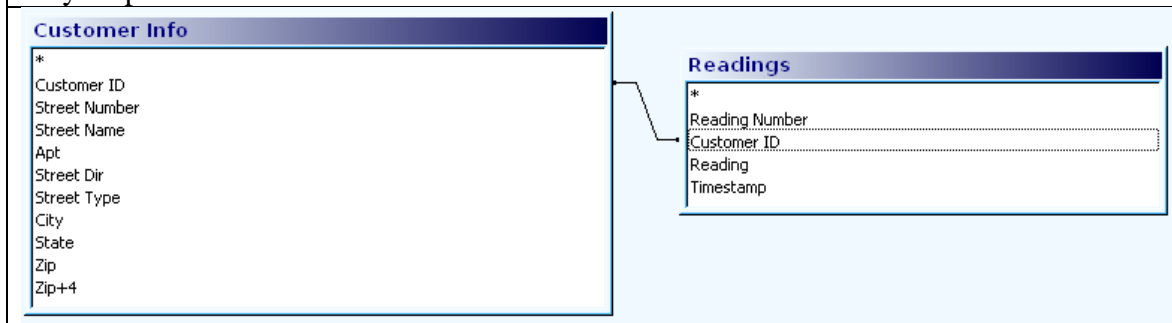 Customer Info
*
Customer ID
Street Number
Street Name
Apt
Street Dir
Street Type
City
State
Zip
Zip+4
Readings
*
Reading Number
Customer ID
Reading
Timestamp